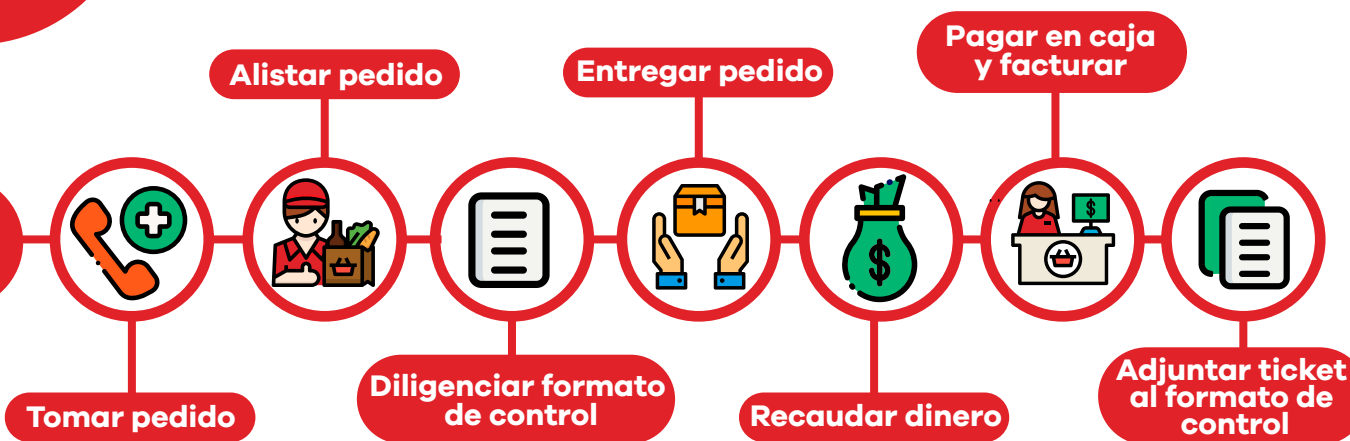 Tomar pedido
Alistar pedido
Diligenciar formato
de control
Entregar pedido
Recaudar dinero
Pagar en caja
y facturar
Adjuntar ticket
al formato de
control
$
$